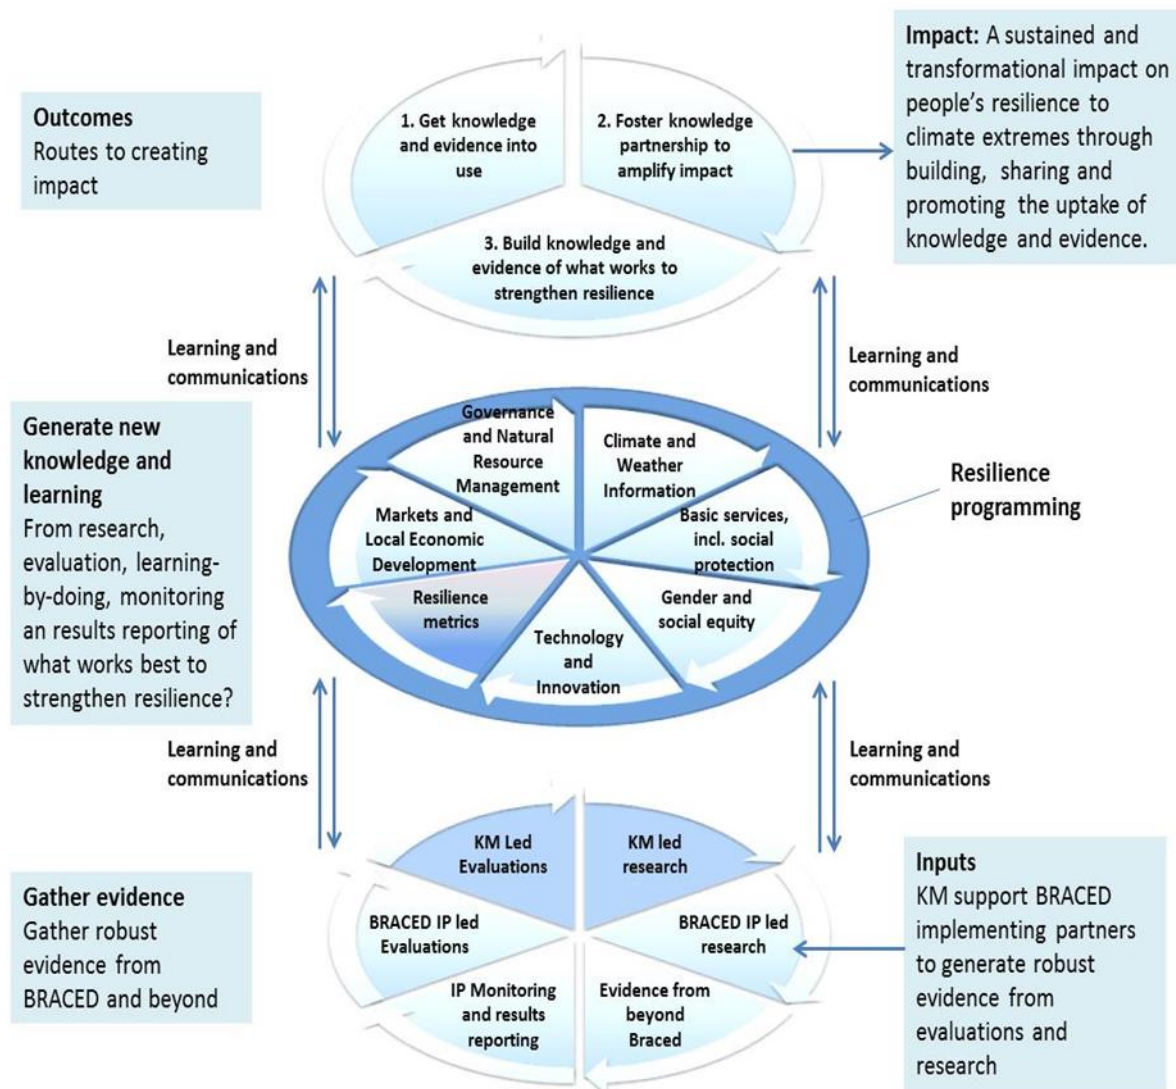 Outcomes
Routes to creating
impact
1. Get knowledge
and evidence into
use
2. Foster knowledge
partnership to
amplify impact
3. Build knowledge and
evidence of what works to
strengthen resilience
Impact: A sustained and
transformational impact on
people's resilience to
climate extremes through
building, sharing and
promoting the uptake of
knowledge and evidence.
Learning and
communications
Learning and
communications
Generate new
knowledge and
learning
From research,
evaluation, learning-
by-doing, monitoring
an results reporting of
what works best to
strengthen resilience?
Governance
and Natural
Resource
Management
Climate and
Weather
Information
Markets and
Local Economic
Development
Basic services,
incl. social
protection
Resilience
metrics
Gender and
social equity
Technology
and
Innovation
Resilience
programming
Learning and
communications
Learning and
communications
Gather evidence
Gather robust
evidence from
BRACED and beyond
KM Led
Evaluations
KM led
research
BRACED IP led
Evaluations
BRACED IP led
research
IP Monitoring
and results
reporting
Evidence from
beyond
Braced
Inputs
KM support BRACED
implementing partners
to generate robust
evidence from
evaluations and
research